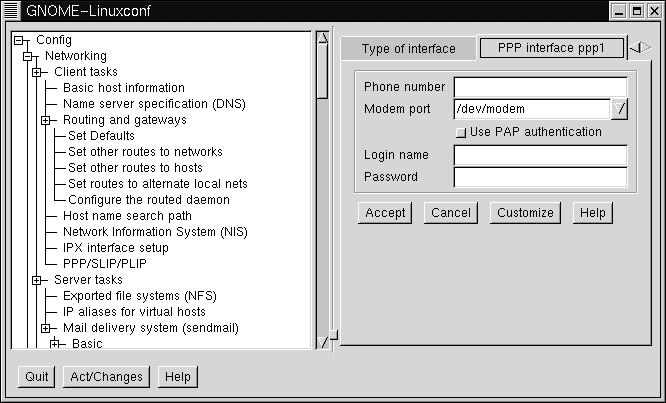 GNOME-Linuxconf
Config
Networking
Client tasks
Basic host information
Name server specification (DNS)
Routing and gateways
Set Defaults
Set other routes to networks
Set other routes to hosts
Set routes to alternate local nets
Configure the routed daemon
Host name search path
Network Information System (NIS)
IPX interface setup
PPP/SLIP/PLIP
Server tasks
Exported file systems (NFS)
IP aliases for virtual hosts
Mail delivery system (sendmail)
Basic
Type of interface
PPP interface ppp1
Phone number
Modem port /dev/modem
Use PAP authentication
Login name
Password
Accept Cancel Customize Help
Quit Act/Changes Help